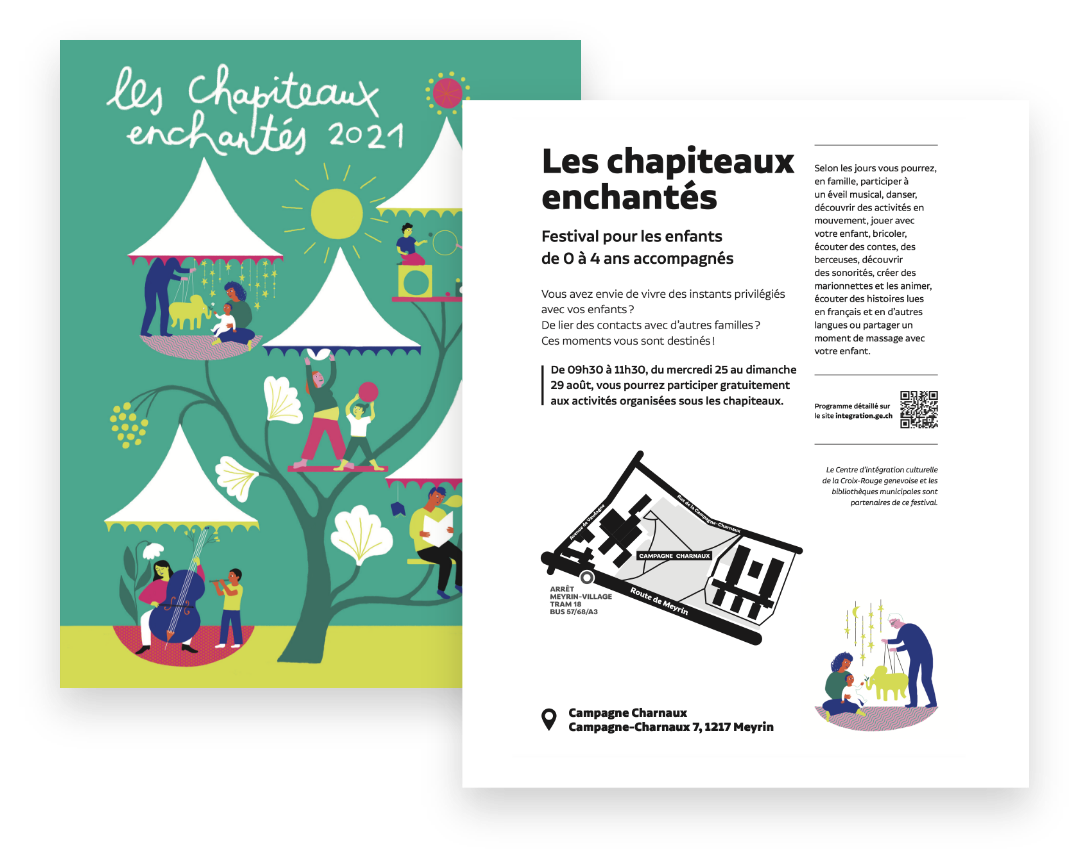 les chapiteaux
enchantés 2021
Les chapiteaux
enchantés
Festival pour les enfants
de 0 à 4 ans accompagnés
Vous avez envie de vivre des instants privilégiés
avec vos enfants ?
De lier des contacts avec d'autres familles ?
Ces moments vous sont destinés !
De 09h30 à 11h30, du mercredi 25 au dimanche
29 août, vous pourrez participer gratuitement
aux activités organisées sous les chapiteaux.
Avenue de Vaudagne
Rue de la Campagne-Charnaux
CAMPAGNE CHARNAUX
ARRÊT
MEYRIN-VILLAGE
TRAM 18
BUS 57/68/A3
Route de Meyrin
Campagne Charnaux
Campagne-Charnaux 7, 1217 Meyrin
Selon les jours vous pourrez,
en famille, participer à
un éveil musical, danser,
découvrir des activités en
mouvement, jouer avec
votre enfant, bricoler,
écouter des contes, des
berceuses, découvrir
des sonorités, créer des
marionnettes et les animer,
écouter des histoires lues
en français et en d'autres
langues ou partager un
moment de massage avec
votre enfant.
Programme détaillé sur
le site integration.ge.ch
Le Centre d'intégration culturelle
de la Croix-Rouge genevoise et les
bibliothèques municipales sont
partenaires de ce festival.